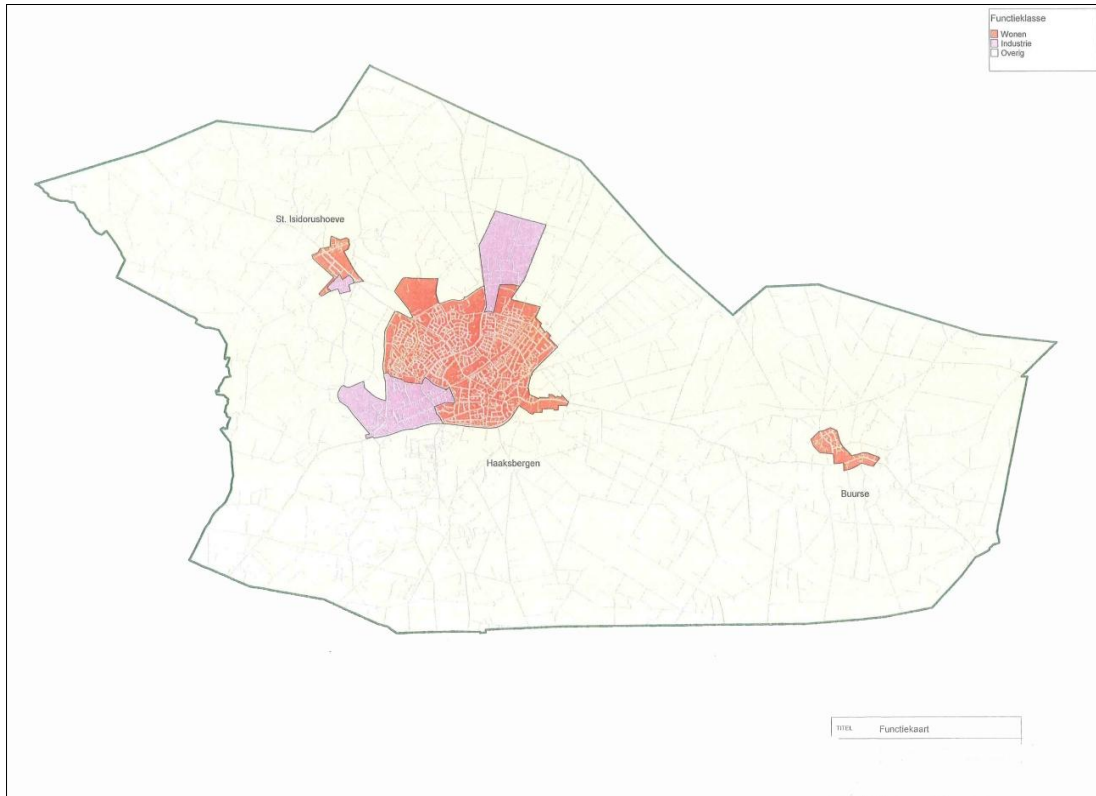 Functieklasse
Wonen
Industrie
Overig
St. Isidorushoeve
Haaksbergen
Buurse
TITEL Functiekaart